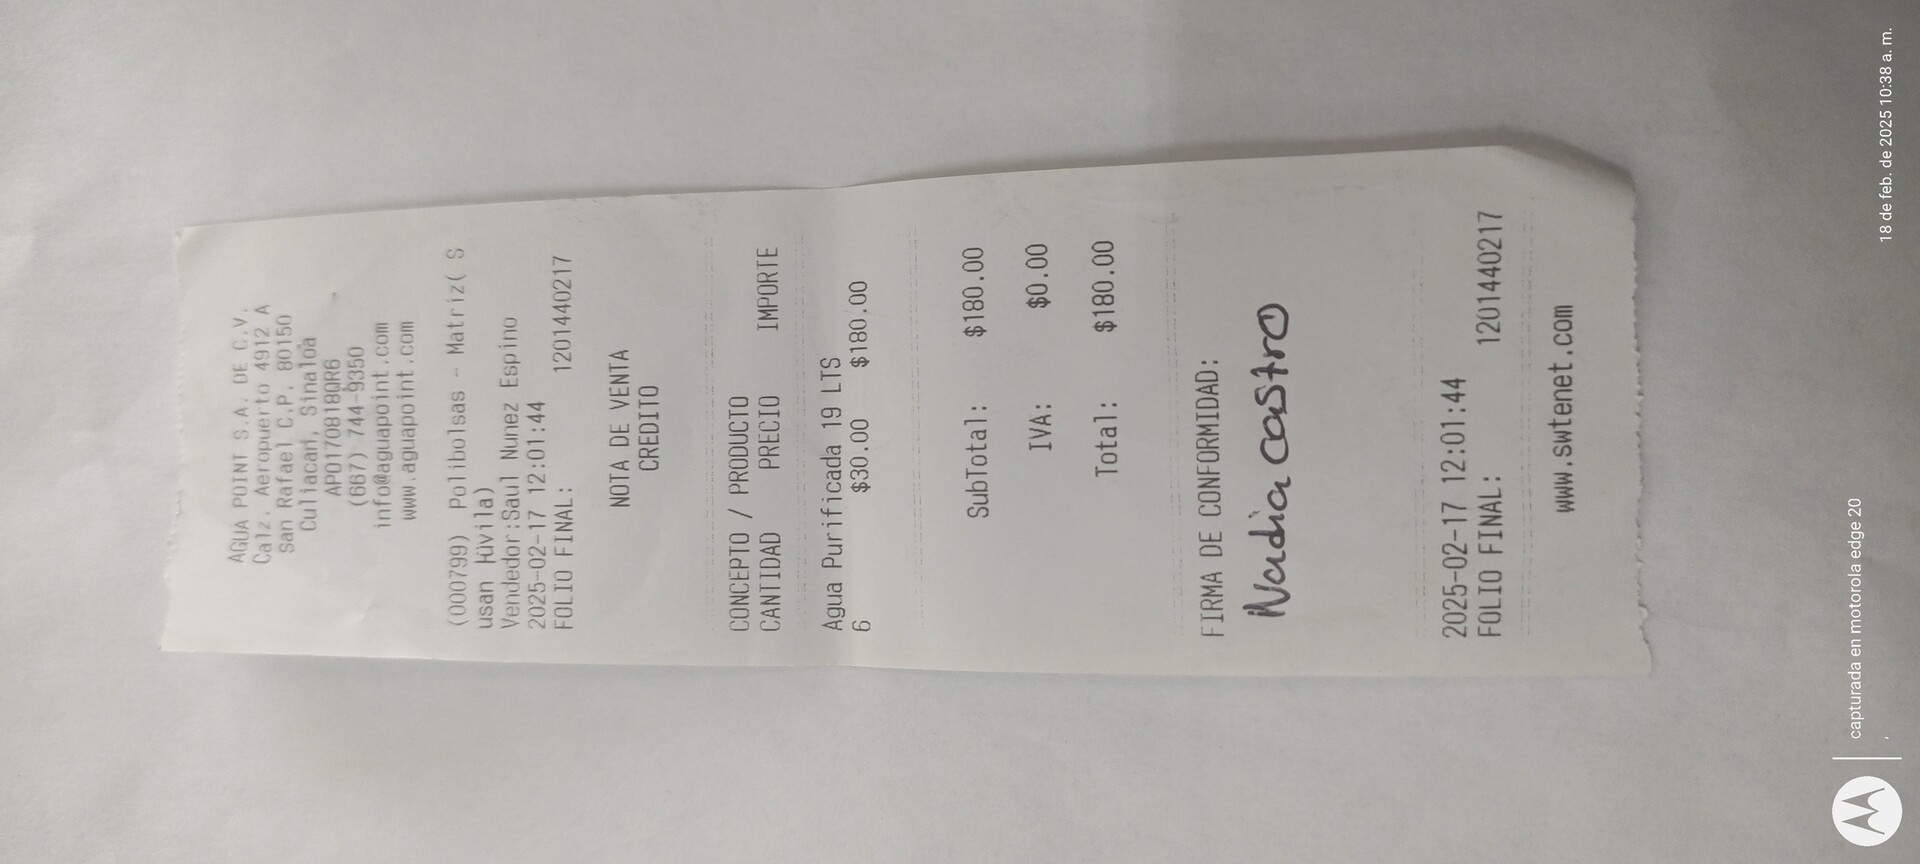 AGUA POINT S.A. DE C.V.
Calz. Aeropuerto 4912 A
San Rafael C.P. 80150
Culiacan, Sinaloa
APO170818QR6
(667) 744-9350
info@aguapoint.com
www.aguapoint.com
(000799) Polibolsas - Matriz( S
usan Hüvila)
Vendedor:Saul Nunez Espino
2025-02-17 12:01:44
FOLIO FINAL: 1201440217
NOTA DE VENTA
CREDITO
CONCEPTO / PRODUCTO
CANTIDAD PRECIO IMPORTE
Agua Purificada 19 LTS
6 $30.00 $180.00
SubTotal: $180.00
IVA: $0.00
Total: $180.00
FIRMA DE CONFORMIDAD:
Nadia castro
2025-02-17 12:01:44
FOLIO FINAL: 1201440217
www.swtenet.com
capturada en motorola edge 20
18 de feb. de 2025 10:38 a. m.